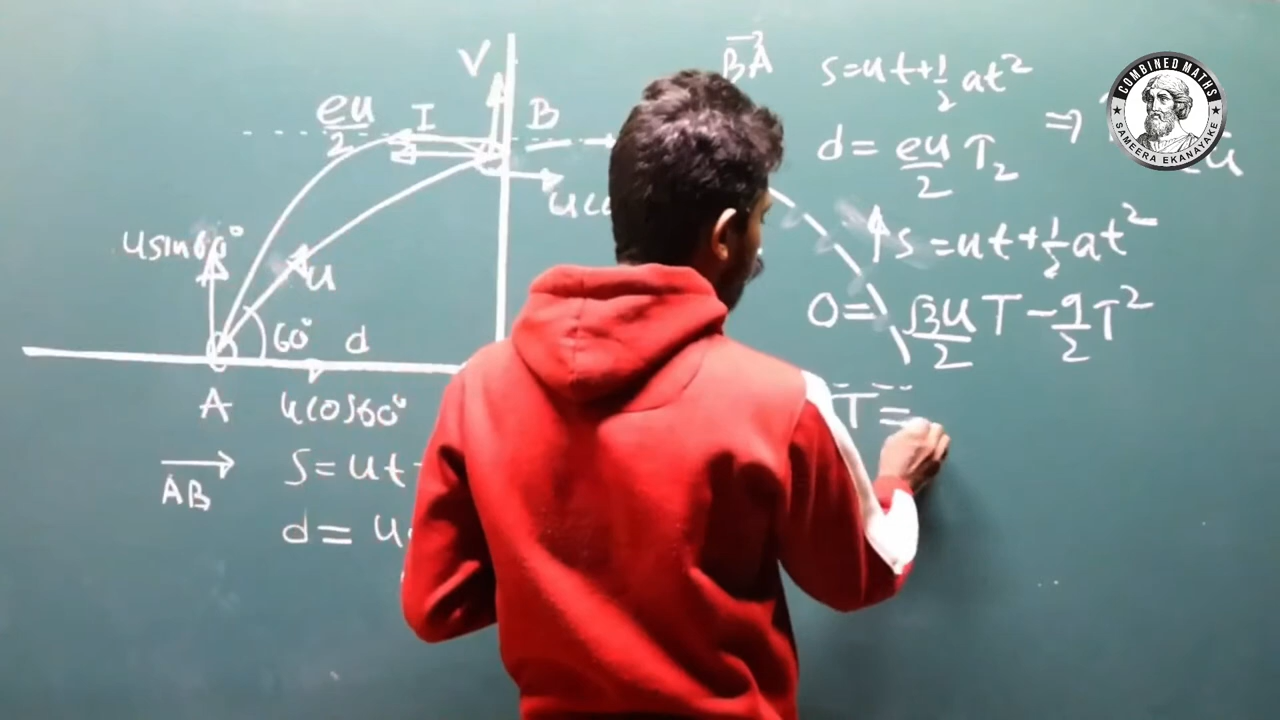 V
B
eu/2
I
u sin60°
u
60°
d
A
u cos60°
AB
S = ut
d = u
BA
S = ut + 1/2 at²
d = eu/2 T₂
⇒
↑ S = ut + 1/2 at²
0 = √3u/2 T - g/2 T²
T =
COMBINED MATHS
★ SAMEERA EKANAYAKE ★